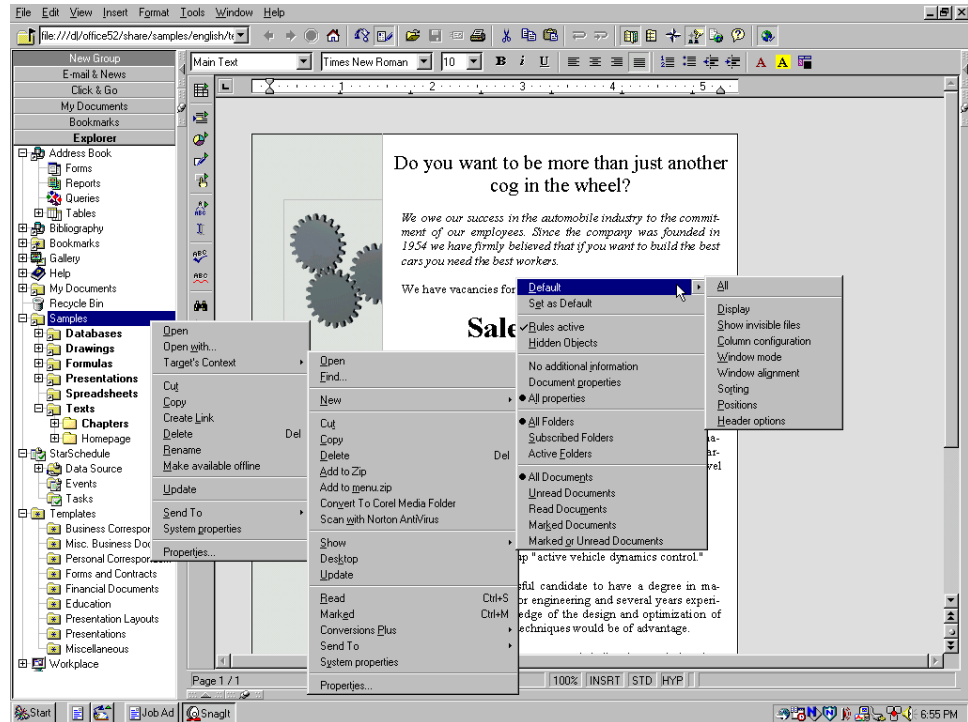 File Edit View Insert Format Tools Window Help
file:///d|/office52/share/samples/english/te
Main Text Times New Roman 10 B i U A A
New Group
E-mail & News
Click & Go
My Documents
Bookmarks
Explorer
Address Book
Forms
Reports
Queries
Tables
Bibliography
Bookmarks
Gallery
Help
My Documents
Recycle Bin
Samples
Databases
Drawings
Formulas
Presentations
Spreadsheets
Texts
Chapters
Homepage
StarSchedule
Data Source
Events
Tasks
Templates
Business Correspor
Misc. Business Doc
Personal Correspon
Forms and Contracts
Financial Documents
Education
Presentation Layouts
Presentations
Miscellaneous
Workplace
1 2 3 4 5
Do you want to be more than just another
cog in the wheel?
We owe our success in the automobile industry to the commit-
ment of our employees. Since the company was founded in
1954 we have firmly believed that if you want to build the best
cars you need the best workers.
We have vacancies for
Sale
a-
ar-
vel
up "active vehicle dynamics control."
sful candidate to have a degree in ma-
or engineering and several years experi-
edge of the design and optimization of
echniques would be of advantage.
Open
Open with...
Target's Context
Cut
Copy
Create Link
Delete Del
Rename
Make available offline
Update
Send To
System properties
Properties...
Open
Find...
New
Cut
Copy
Delete Del
Add to Zip
Add to menu.zip
Convert To Corel Media Folder
Scan with Norton AntiVirus
Show
Desktop
Update
Read Ctrl+S
Marked Ctrl+M
Conversions Plus
Send To
System properties
Properties...
Default
Set as Default
Rules active
Hidden Objects
No additional information
Document properties
All properties
All Folders
Subscribed Folders
Active Folders
All Documents
Unread Documents
Read Documents
Marked Documents
Marked or Unread Documents
All
Display
Show invisible files
Column configuration
Window mode
Window alignment
Sorting
Positions
Header options
Page 1 / 1 100% INSRT STD HYP
Start Job Ad SnagIt 6:55 PM